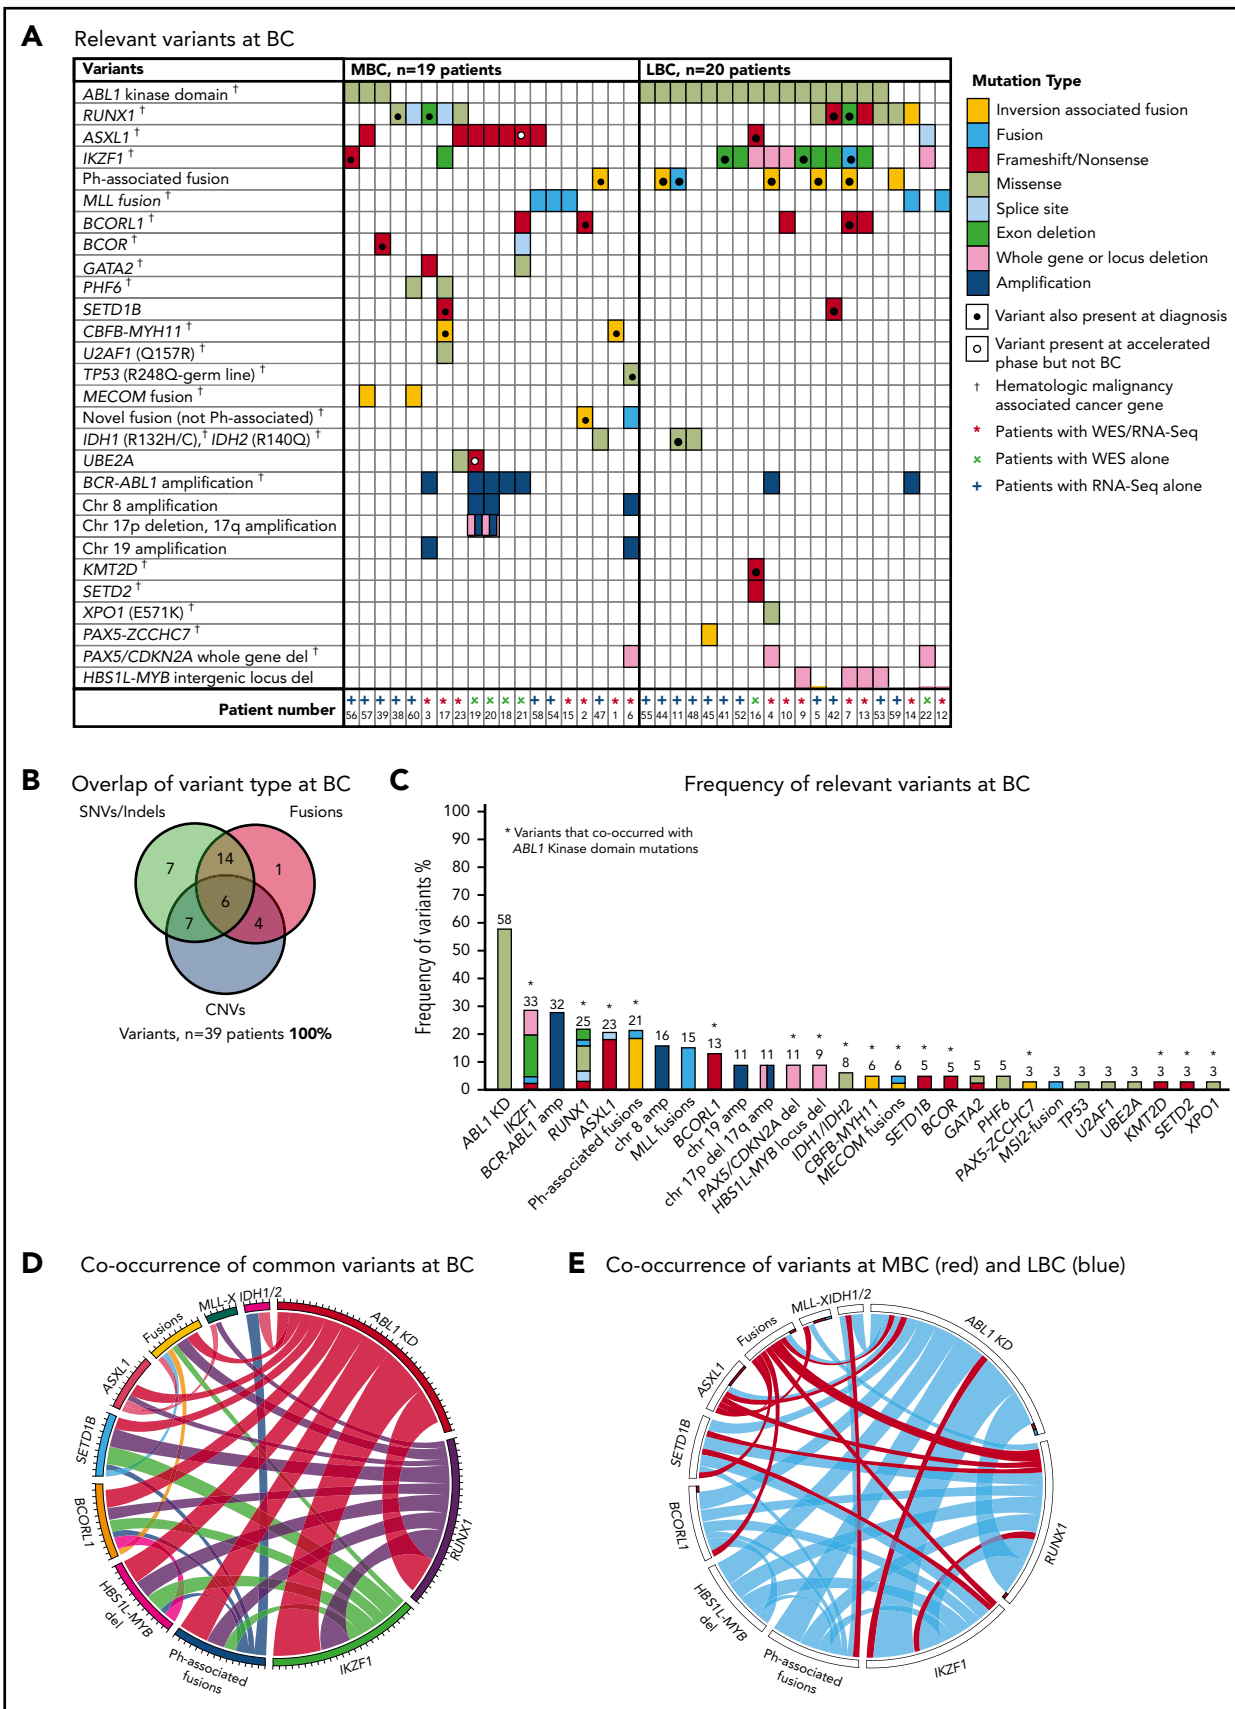 A Relevant variants at BC
Variants MBC, n=19 patients LBC, n=20 patients
ABL1 kinase domain †
RUNX1 †
ASXL1 †
IKZF1 †
Ph-associated fusion
MLL fusion †
BCORL1 †
BCOR †
GATA2 †
PHF6 †
SETD1B
CBFB-MYH11 †
U2AF1 (Q157R) †
TP53 (R248Q-germ line) †
MECOM fusion †
Novel fusion (not Ph-associated) †
IDH1 (R132H/C),† IDH2 (R140Q) †
UBE2A
BCR-ABL1 amplification †
Chr 8 amplification
Chr 17p deletion, 17q amplification
Chr 19 amplification
KMT2D †
SETD2 †
XPO1 (E571K) †
PAX5-ZCCHC7 †
PAX5/CDKN2A whole gene del †
HBS1L-MYB intergenic locus del
+ + + + + * * * × × × × + + * * + * * + + + + + + + × * * * + + * * + + * × *
Patient number 56 57 39 38 60 3 17 23 19 20 18 21 58 54 15 2 47 1 6 55 44 11 48 45 41 52 16 4 10 9 5 42 7 13 53 59 14 22 12
Mutation Type
Inversion associated fusion
Fusion
Frameshift/Nonsense
Missense
Splice site
Exon deletion
Whole gene or locus deletion
Amplification
Variant also present at diagnosis
Variant present at accelerated
phase but not BC
† Hematologic malignancy
associated cancer gene
* Patients with WES/RNA-Seq
× Patients with WES alone
+ Patients with RNA-Seq alone
B Overlap of variant type at BC
SNVs/Indels Fusions
7 14 1
6
7 4
CNVs
Variants, n=39 patients 100%
C Frequency of relevant variants at BC
Frequency of variants %
100
90
80
70
60
50
40
30
20
10
0
* Variants that co-occurred with
ABL1 Kinase domain mutations
* * * * * * * * * * * * * * * *
58 33 32 25 23 21 16 15 13 11 11 11 9 8 6 6 5 5 5 5 3 3 3 3 3 3 3 3
ABL1 KD
IKZF1
BCR-ABL1 amp
RUNX1
ASXL1
Ph-associated fusions
chr 8 amp
MLL fusions
BCORL1
chr 19 amp
chr 17p del 17q amp
PAX5/CDKN2A del
HBS1L-MYB locus del
IDH1/IDH2
CBFB-MYH11
MECOM fusions
SETD1B
BCOR
GATA2
PHF6
PAX5-ZCCHC7
MSI2-fusion
TP53
U2AF1
UBE2A
KMT2D
SETD2
XPO1
D Co-occurrence of common variants at BC
MLL-X
IDH1/2
ABL1 KD
RUNX1
IKZF1
Ph-associated
fusions
HBS1L-MYB
del
BCORL1
SETD1B
ASXL1
Fusions
E Co-occurrence of variants at MBC (red) and LBC (blue)
MLL-X
IDH1/2
ABL1 KD
RUNX1
IKZF1
Ph-associated
fusions
HBS1L-MYB
del
BCORL1
SETD1B
ASXL1
Fusions